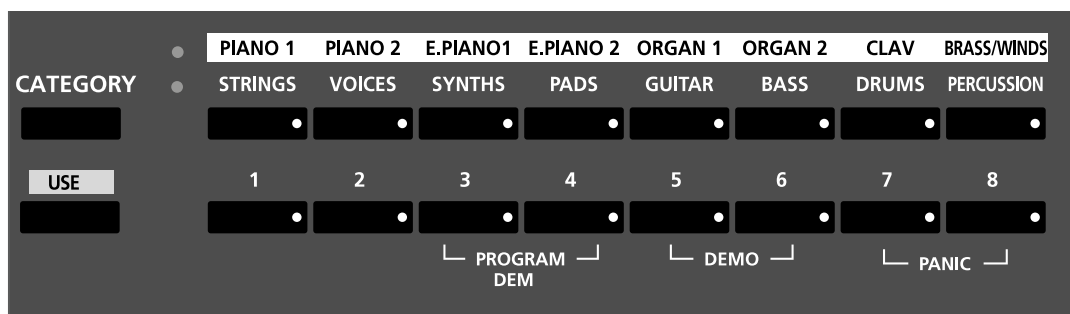 PIANO 1 PIANO 2 E.PIANO1 E.PIANO 2 ORGAN 1 ORGAN 2 CLAV BRASS/WINDS
CATEGORY STRINGS VOICES SYNTHS PADS GUITAR BASS DRUMS PERCUSSION
USE 1 2 3 4 5 6 7 8
PROGRAM DEMO PANIC
DEM